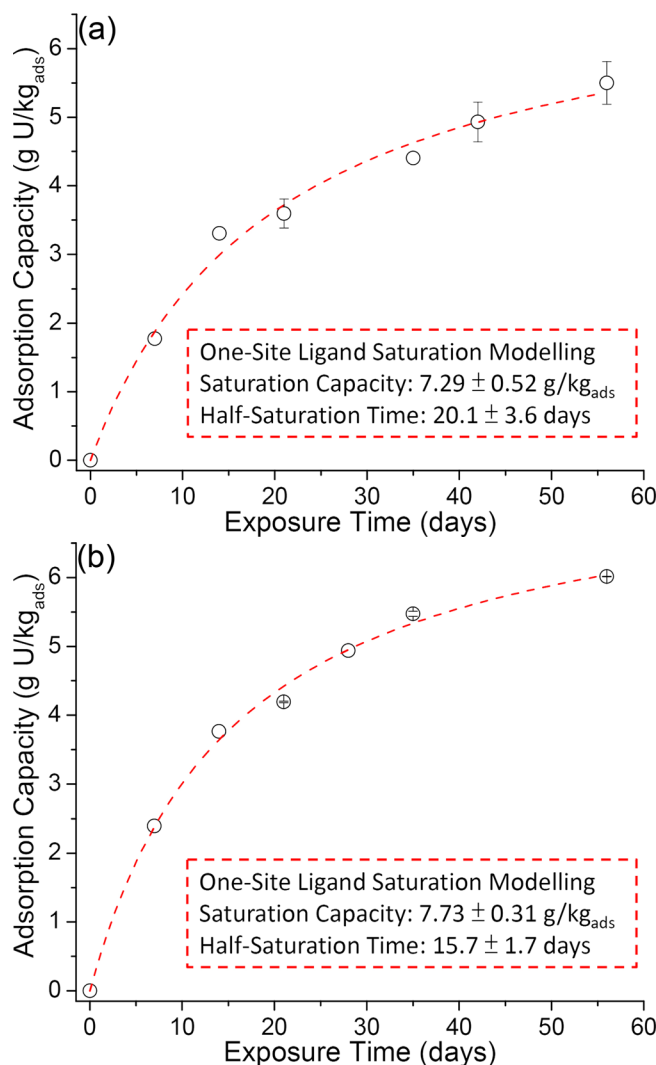 (a)
Adsorption Capacity (g U/kg_ads)
6
5
4
3
2
1
0
One-Site Ligand Saturation Modelling
Saturation Capacity: 7.29 ± 0.52 g/kg_ads
Half-Saturation Time: 20.1 ± 3.6 days
0 10 20 30 40 50 60
Exposure Time (days)
(b)
Adsorption Capacity (g U/kg_ads)
6
5
4
3
2
1
0
One-Site Ligand Saturation Modelling
Saturation Capacity: 7.73 ± 0.31 g/kg_ads
Half-Saturation Time: 15.7 ± 1.7 days
0 10 20 30 40 50 60
Exposure Time (days)